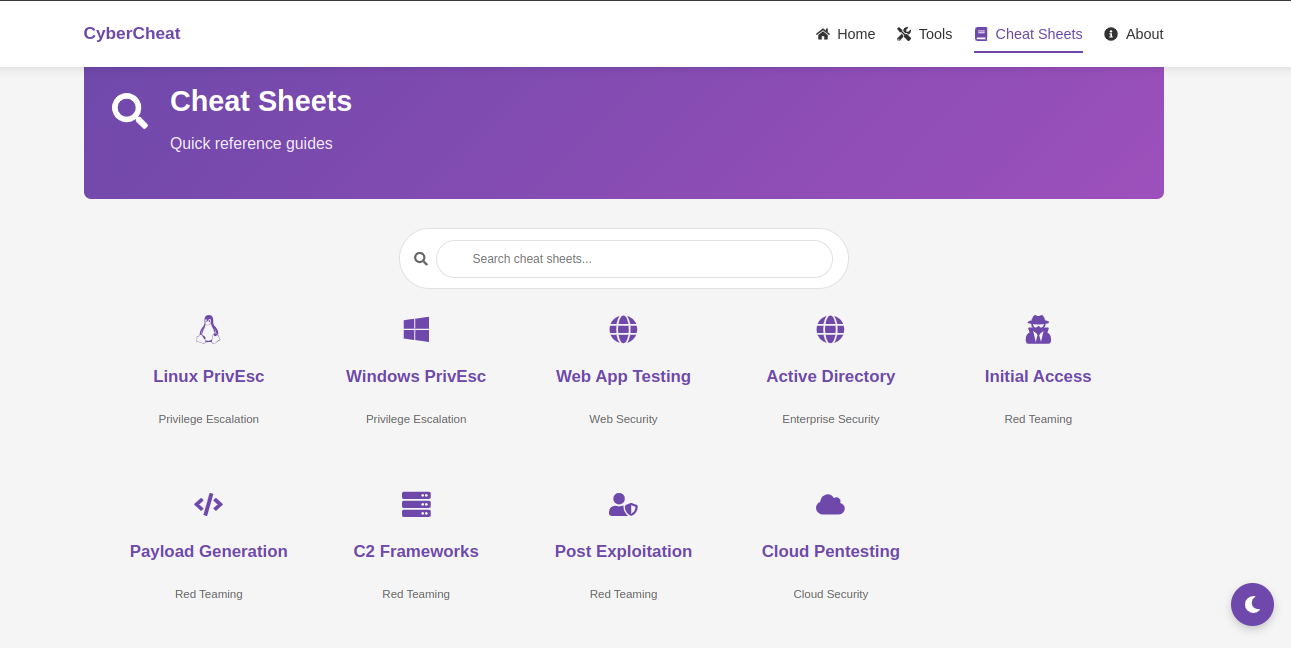 CyberCheat
Home
Tools
Cheat Sheets
About
Cheat Sheets
Quick reference guides
Search cheat sheets...
Linux PrivEsc
Privilege Escalation
Windows PrivEsc
Privilege Escalation
Web App Testing
Web Security
Active Directory
Enterprise Security
Initial Access
Red Teaming
Payload Generation
Red Teaming
C2 Frameworks
Red Teaming
Post Exploitation
Red Teaming
Cloud Pentesting
Cloud Security